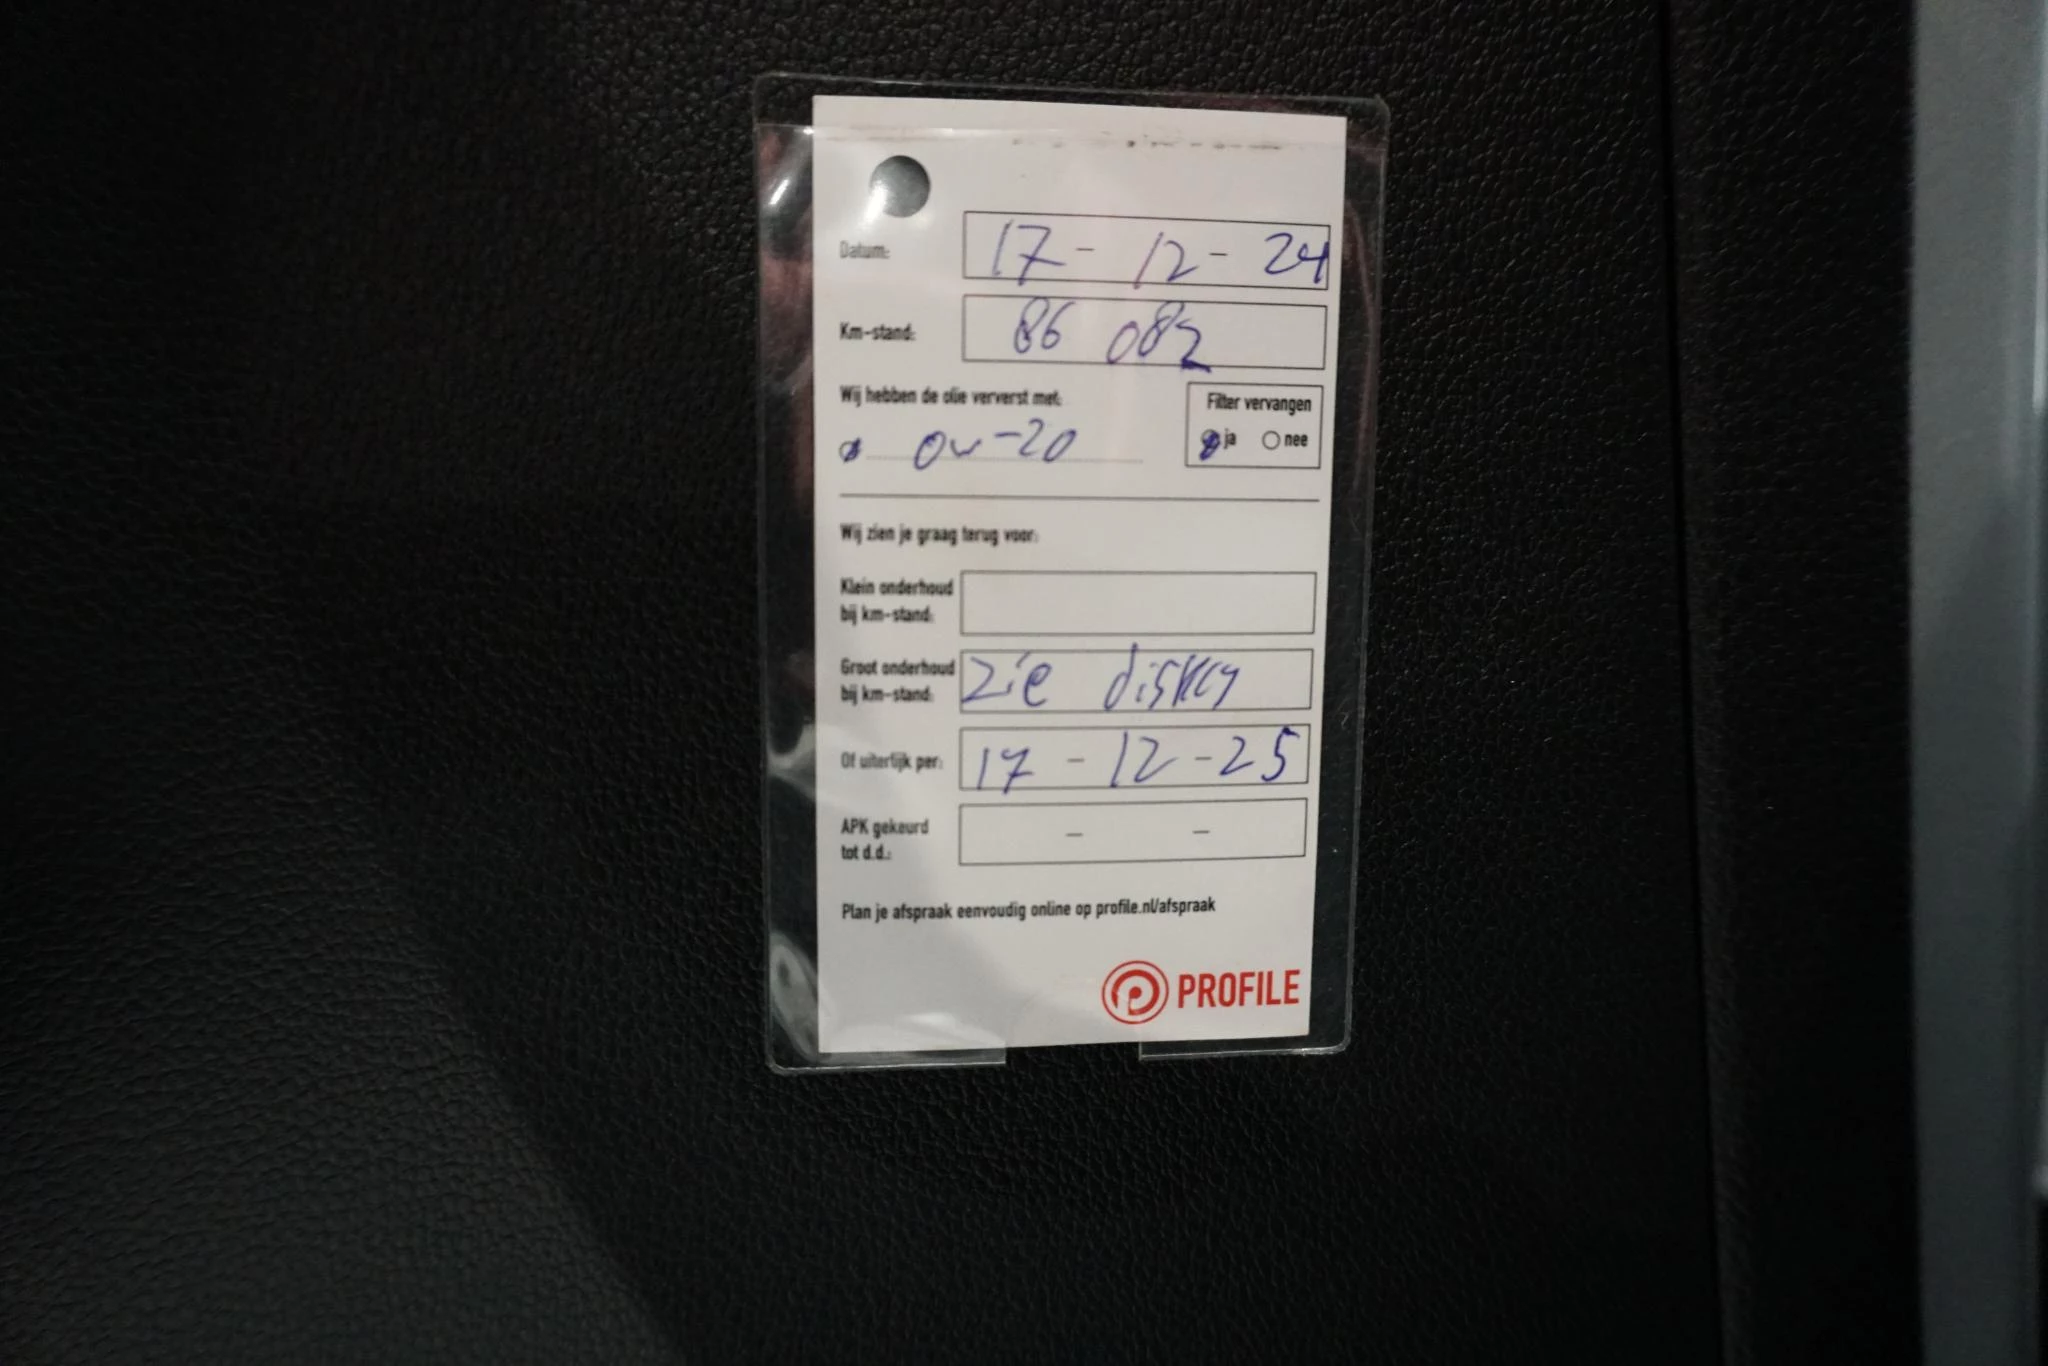 Datum: 17 - 12 - 24
Km-stand: 86 082
Wij hebben de olie ververst met:
Filter vervangen
0w-20
ja nee
Wij zien je graag terug voor:
Klein onderhoud
bij km-stand:
Groot onderhoud
bij km-stand: zie
Of uiterlijk per: 17 - 12 - 25
APK gekeurd
tot d.d.: - -
Plan je afspraak eenvoudig online op profile.nl/afspraak
PROFILE